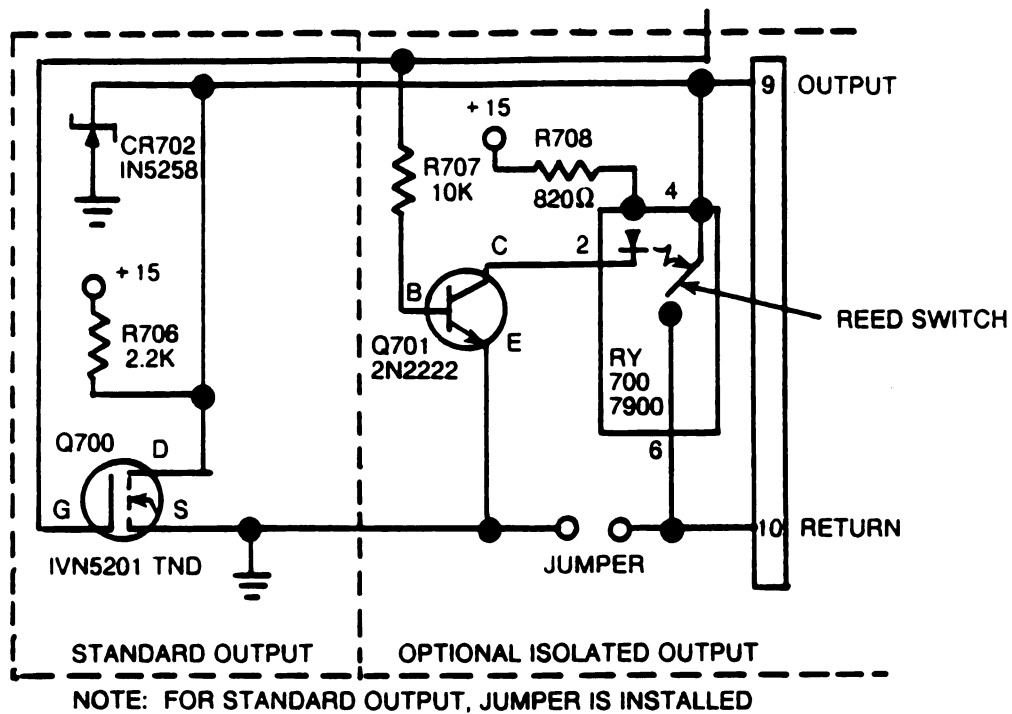 9 OUTPUT
+ 15
R708
CR702
IN5258
R707
10K
820Ω
4
C
2
+ 15
B
R706
2.2K
E
REED SWITCH
Q701
2N2222
RY
700
7900
Q700
D
6
G
S
10 RETURN
IVN5201 TND
JUMPER
STANDARD OUTPUT
OPTIONAL ISOLATED OUTPUT
NOTE: FOR STANDARD OUTPUT, JUMPER IS INSTALLED